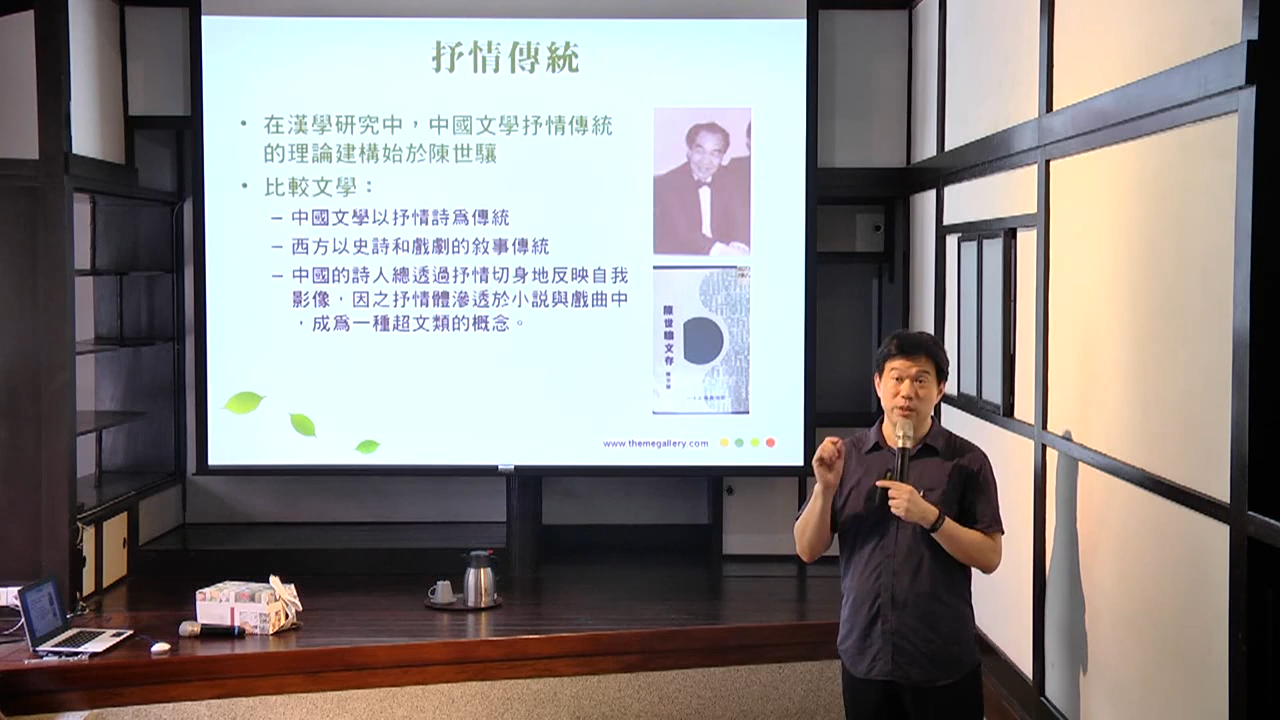 抒情傳統
• 在漢學研究中，中國文學抒情傳統
的理論建構始於陳世驤
• 比較文學：
– 中國文學以抒情詩爲傳統
– 西方以史詩和戲劇的敘事傳統
– 中國的詩人總透過抒情切身地反映自我
影像，因之抒情體滲透於小説與戲曲中
，成爲一種超文類的概念。
陳世驤文存
www.themegallery.com